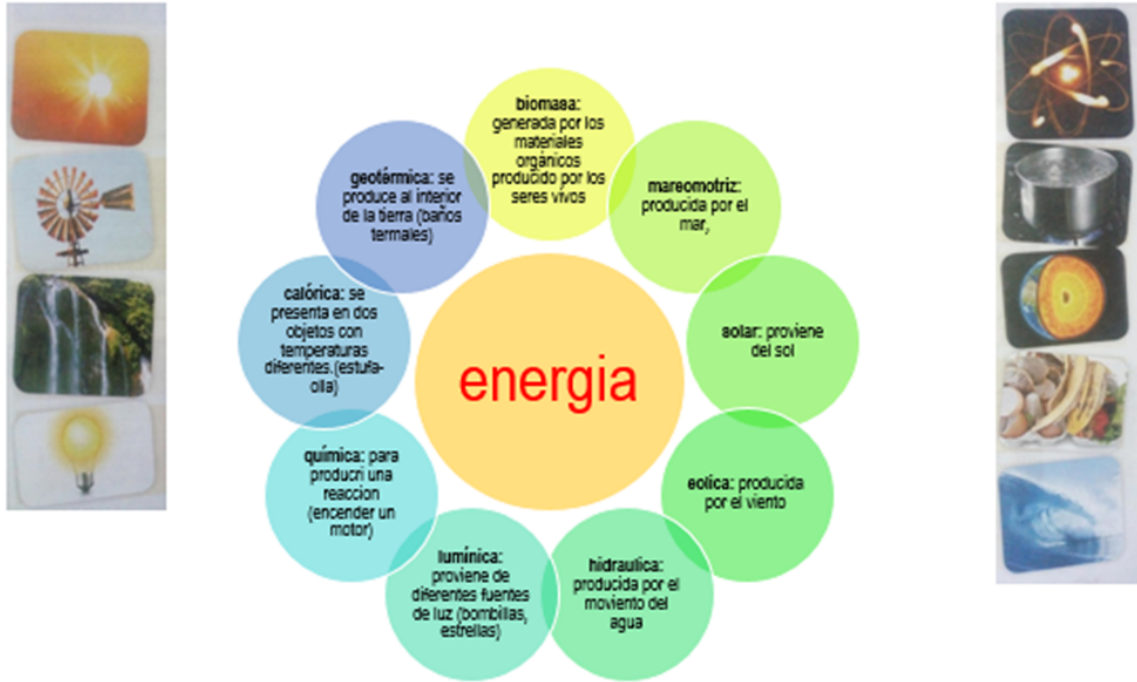 biomasa:
generada por los
materiales
orgánicos
producido por los
seres vivos
mareomotriz:
producida por el
mar,
solar: proviene
del sol
eolica: producida
por el viento
hidraulica:
producida por el
moviento del
agua
lumínica:
proviene de
diferentes fuentes
de luz (bombillas,
estrellas)
química: para
producri una
reaccion
(encender un
motor)
calórica: se
presenta en dos
objetos con
temperaturas
diferentes.(estufa-
olla)
geotérmica: se
produce al interior
de la tierra (baños
termales)
energia